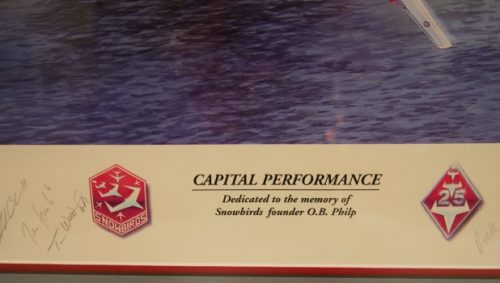 CAPITAL PERFORMANCE
Dedicated to the memory of
Snowbirds founder O.B. Philp
SNOWBIRDS
25